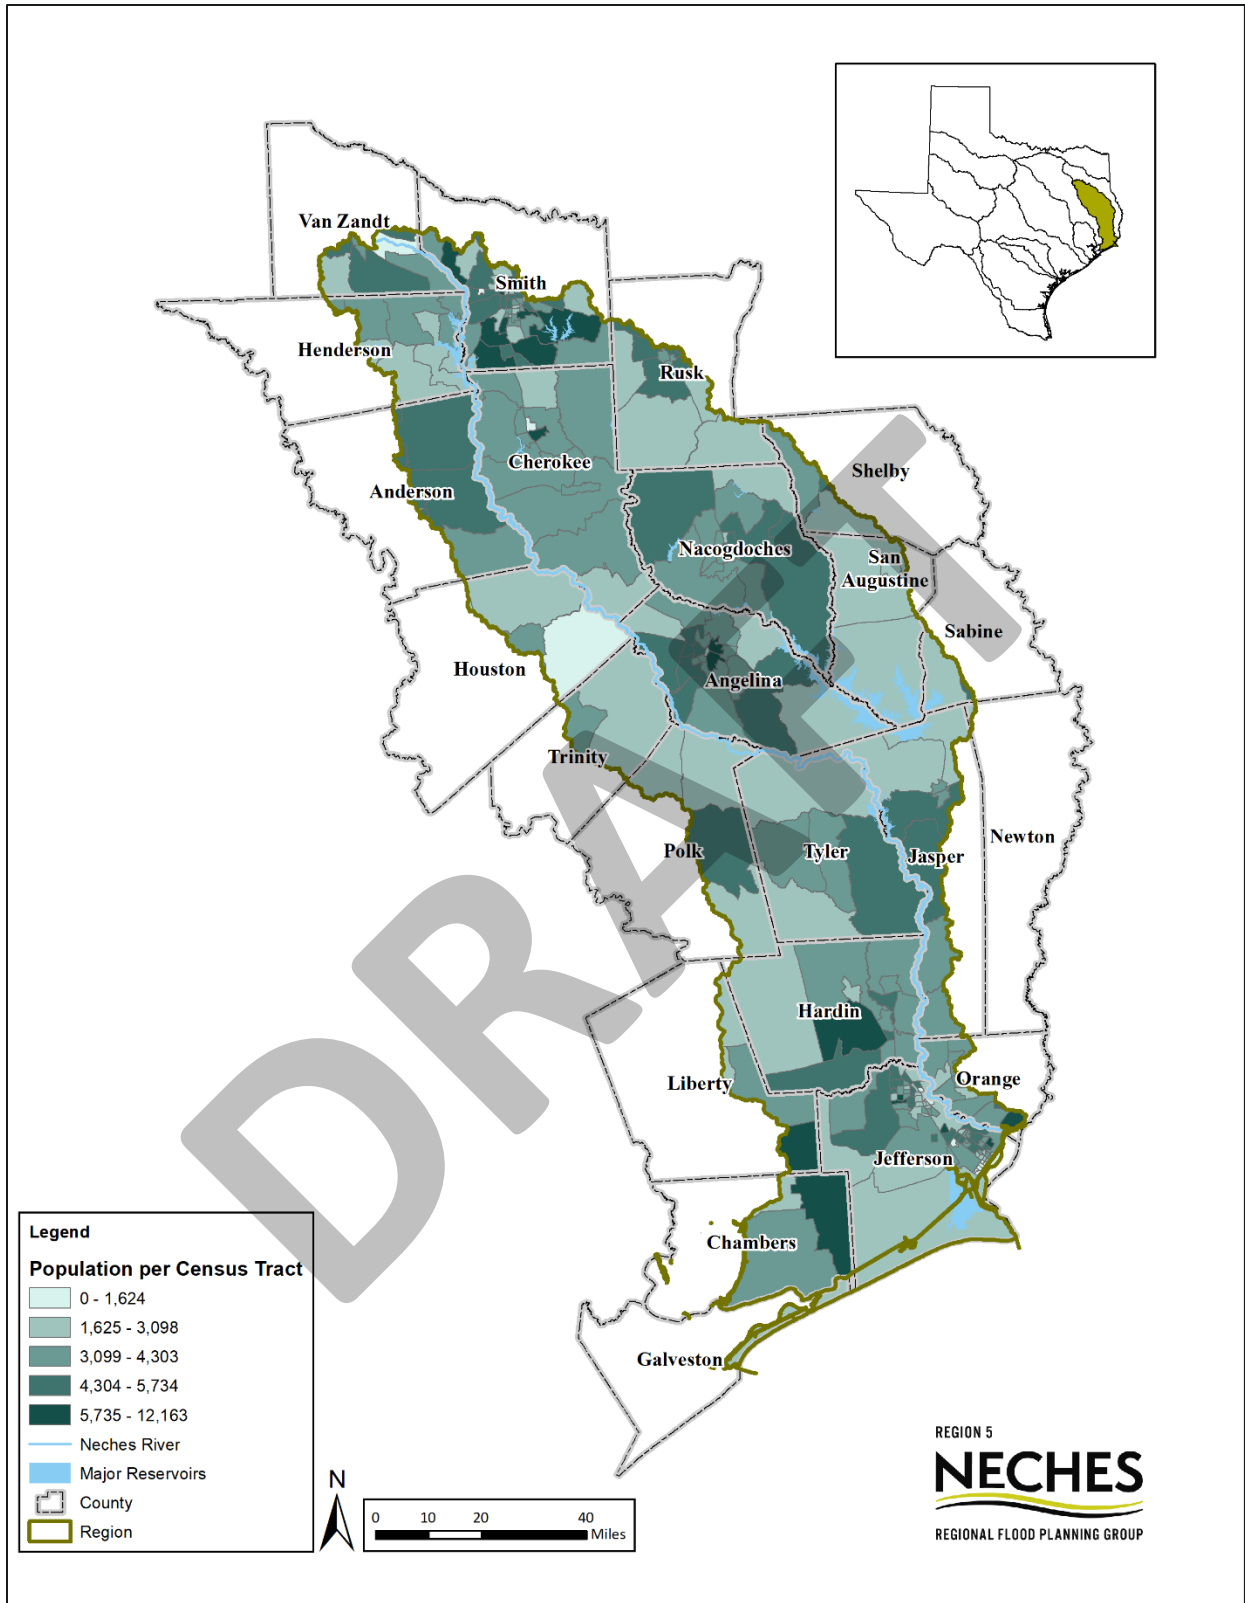 Van Zandt
Smith
Henderson
Rusk
Cherokee
Shelby
Anderson
Nacogdoches
San
Augustine
Sabine
Houston
Angelina
Trinity
Newton
Polk
Tyler
Jasper
Hardin
Liberty
Orange
Jefferson
Chambers
Galveston
DRAFT
Legend
Population per Census Tract
0 - 1,624
1,625 - 3,098
3,099 - 4,303
4,304 - 5,734
5,735 - 12,163
Neches River
Major Reservoirs
County
Region
N
0 10 20 40
Miles
REGION 5
NECHES
REGIONAL FLOOD PLANNING GROUP